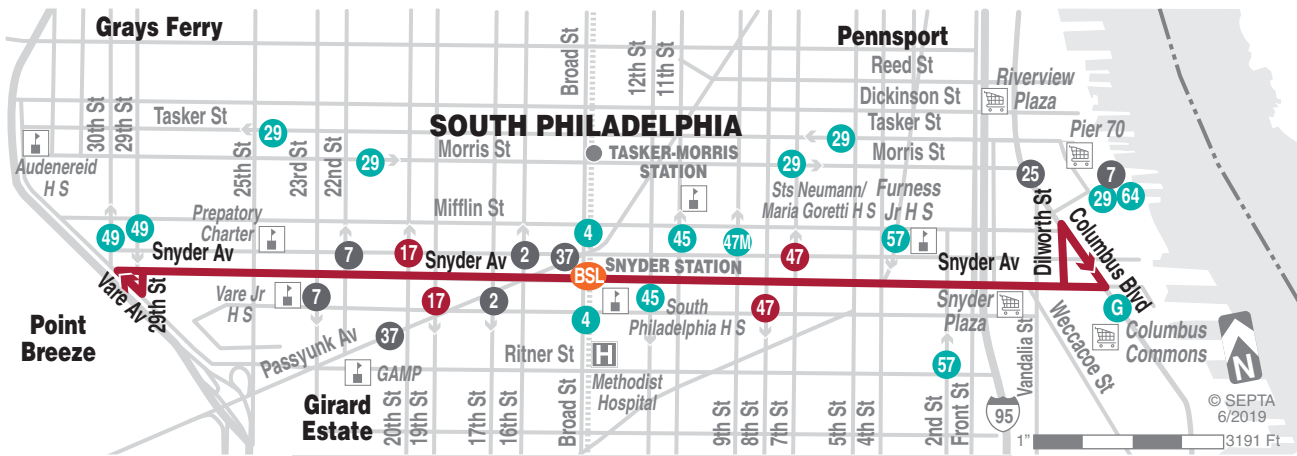 Grays Ferry
Broad St
12th St
11th St
Pennsport
Reed St
Riverview
Plaza
Dickinson St
30th St
29th St
Tasker St
29
SOUTH PHILADELPHIA
29
Tasker St
Pier 70
Audenereid
H S
25th St
23rd St
22nd St
29
Morris St
TASKER-MORRIS
STATION
29
Morris St
25
7
29
64
Sts Neumann/
Maria Goretti H S
Furness
Jr H S
Dilworth St
Columbus Blvd
Prepatory
Charter
Mifflin St
49
49
7
17
2
37
4
45
47M
47
57
Snyder Av
Snyder Av
SNYDER STATION
Snyder Av
BSL
Vare Av
29th St
Vare Jr
H S
7
17
2
4
45
South
Philadelphia H S
47
Snyder
Plaza
G
Columbus
Commons
Point
Breeze
Passyunk Av
37
GAMP
Ritner St
H
Methodist
Hospital
57
Vandalia St
Weccacoe St
N
Girard
Estate
20th St
19th St
17th St
16th St
Broad St
9th St
8th St
7th St
5th St
4th St
2nd St
Front St
95
© SEPTA
6/2019
1"
3191 Ft